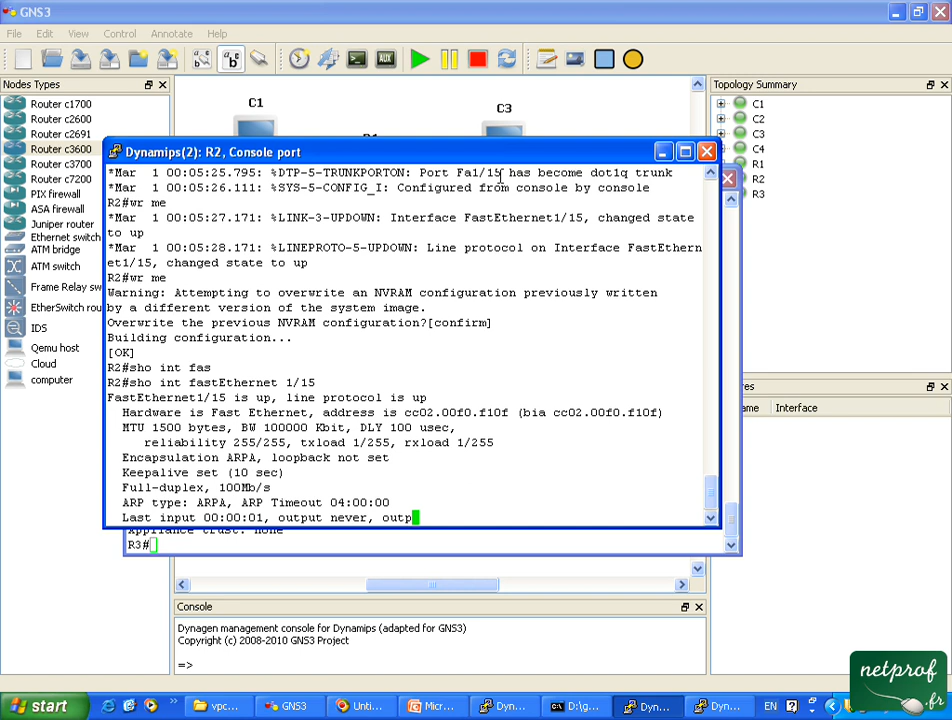 GNS3
File Edit View Control Annotate Help
Nodes Types
Topology Summary
Router c1700
Router c2600
Router c2691
Router c3600
Router c3700
Router c7200
PIX firewall
ASA firewall
Juniper router
Ethernet switch
ATM bridge
ATM switch
Frame Relay sw
EtherSwitch rou
IDS
Qemu host
Cloud
computer
C1
C3
C1
C2
C3
C4
R1
R2
R3
Dynamips(2): R2, Console port
*Mar 1 00:05:25.795: %DTP-5-TRUNKPORTON: Port Fa1/15 has become dot1q trunk
*Mar 1 00:05:26.111: %SYS-5-CONFIG_I: Configured from console by console
R2#wr me
*Mar 1 00:05:27.171: %LINK-3-UPDOWN: Interface FastEthernet1/15, changed state
to up
*Mar 1 00:05:28.171: %LINEPROTO-5-UPDOWN: Line protocol on Interface FastEthern
et1/15, changed state to up
R2#wr me
Warning: Attempting to overwrite an NVRAM configuration previously written
by a different version of the system image.
Overwrite the previous NVRAM configuration?[confirm]
Building configuration...
[OK]
R2#sho int fas
R2#sho int fastEthernet 1/15
FastEthernet1/15 is up, line protocol is up
Hardware is Fast Ethernet, address is cc02.00f0.f10f (bia cc02.00f0.f10f)
MTU 1500 bytes, BW 100000 Kbit, DLY 100 usec,
reliability 255/255, txload 1/255, rxload 1/255
Encapsulation ARPA, loopback not set
Keepalive set (10 sec)
Full-duplex, 100Mb/s
ARP type: ARPA, ARP Timeout 04:00:00
Last input 00:00:01, output never, outp
Appliance trust: none
R3#
res
ame Interface
Console
Dynagen management console for Dynamips (adapted for GNS3)
Copyright (c) 2008-2010 GNS3 Project
=>
start
vpc...
GNS3
Unti...
Micr...
Dyn...
D:\g...
Dyn...
Dyn...
EN
netprof
.fr